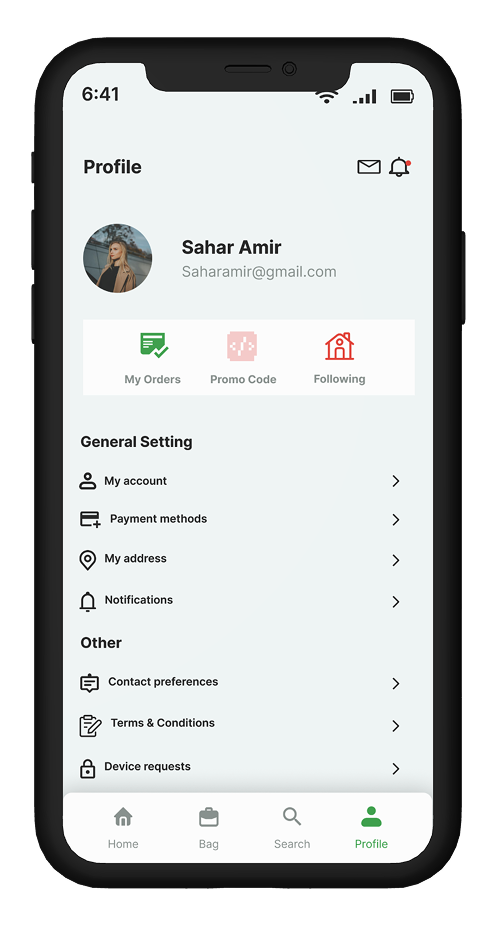 6:41
Profile
Sahar Amir
Saharamir@gmail.com
My Orders
Promo Code
Following
General Setting
My account
Payment methods
My address
Notifications
Other
Contact preferences
Terms & Conditions
Device requests
Home
Bag
Search
Profile